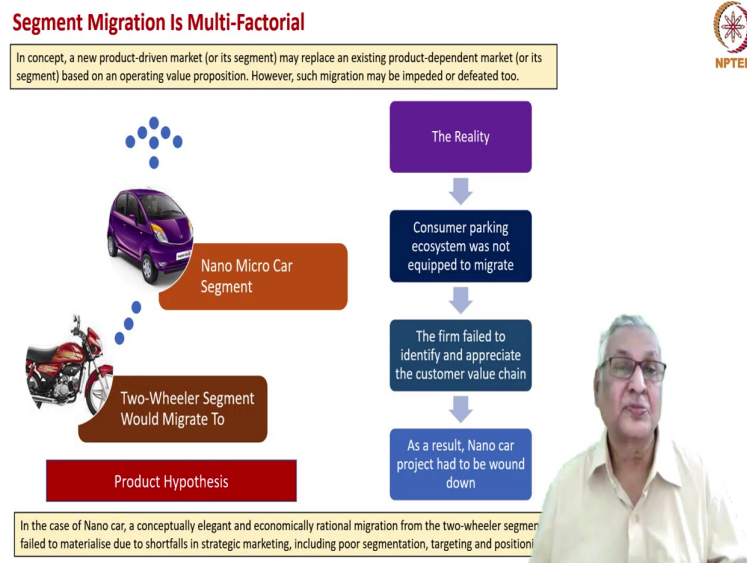 Segment Migration Is Multi-Factorial
In concept, a new product-driven market (or its segment) may replace an existing product-dependent market (or its
segment) based on an operating value proposition. However, such migration may be impeded or defeated too.
NPTEL
Nano Micro Car
Segment
Two-Wheeler Segment
Would Migrate To
Product Hypothesis
The Reality
Consumer parking
ecosystem was not
equipped to migrate
The firm failed to
identify and appreciate
the customer value chain
As a result, Nano car
project had to be wound
down
In the case of Nano car, a conceptually elegant and economically rational migration from the two-wheeler segmen
failed to materialise due to shortfalls in strategic marketing, including poor segmentation, targeting and positioni